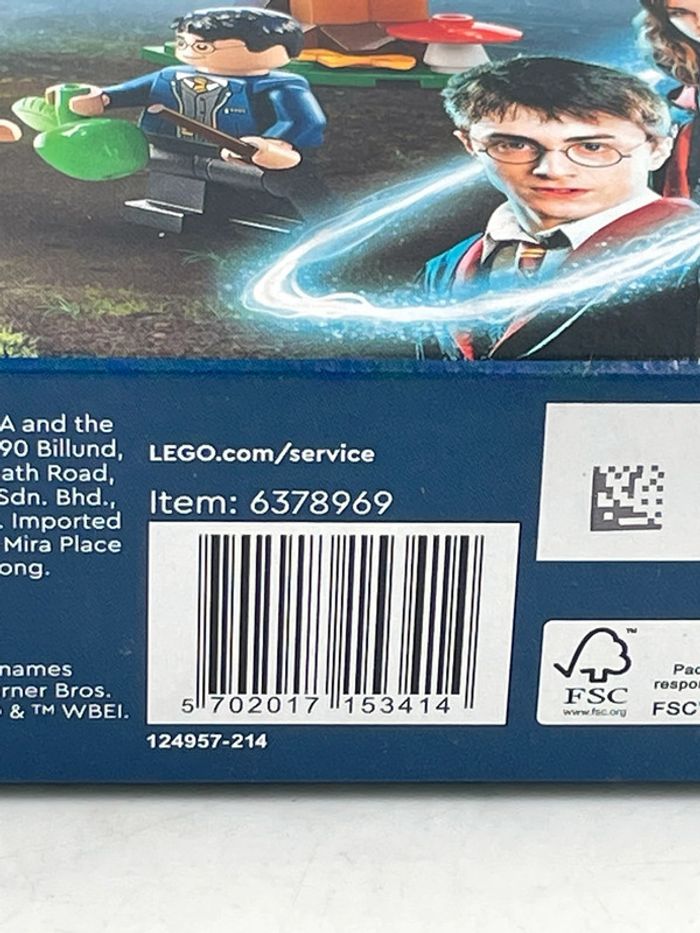 A and the
90 Billund,
ath Road,
Sdn. Bhd.,
. Imported
Mira Place
ong.
names
rner Bros.
& ™ WBEI.
LEGO.com/service
Item: 6378969
5 702017 153414
124957-214
™
FSC
www.fsc.org
Pac
respo
FSC